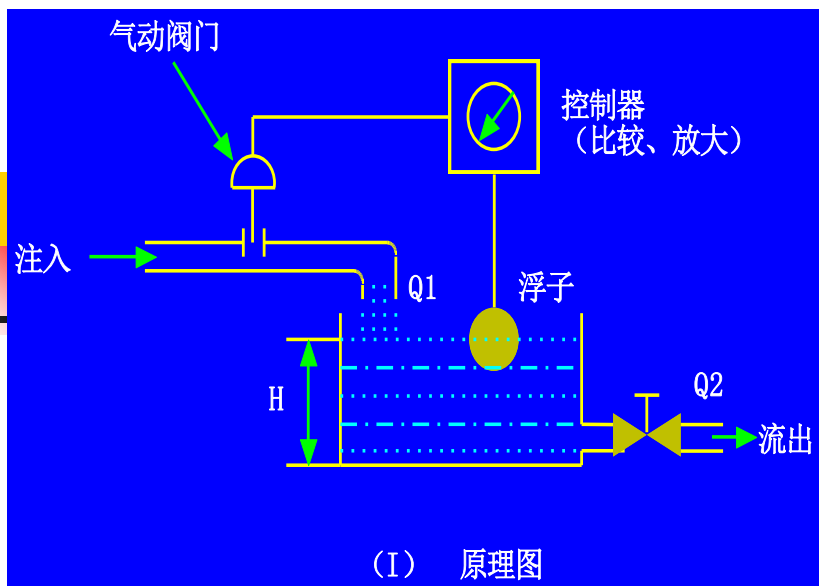 气动阀门
控制器
（比较、放大）
注入
Q1
浮子
H
Q2
流出
（I） 原理图